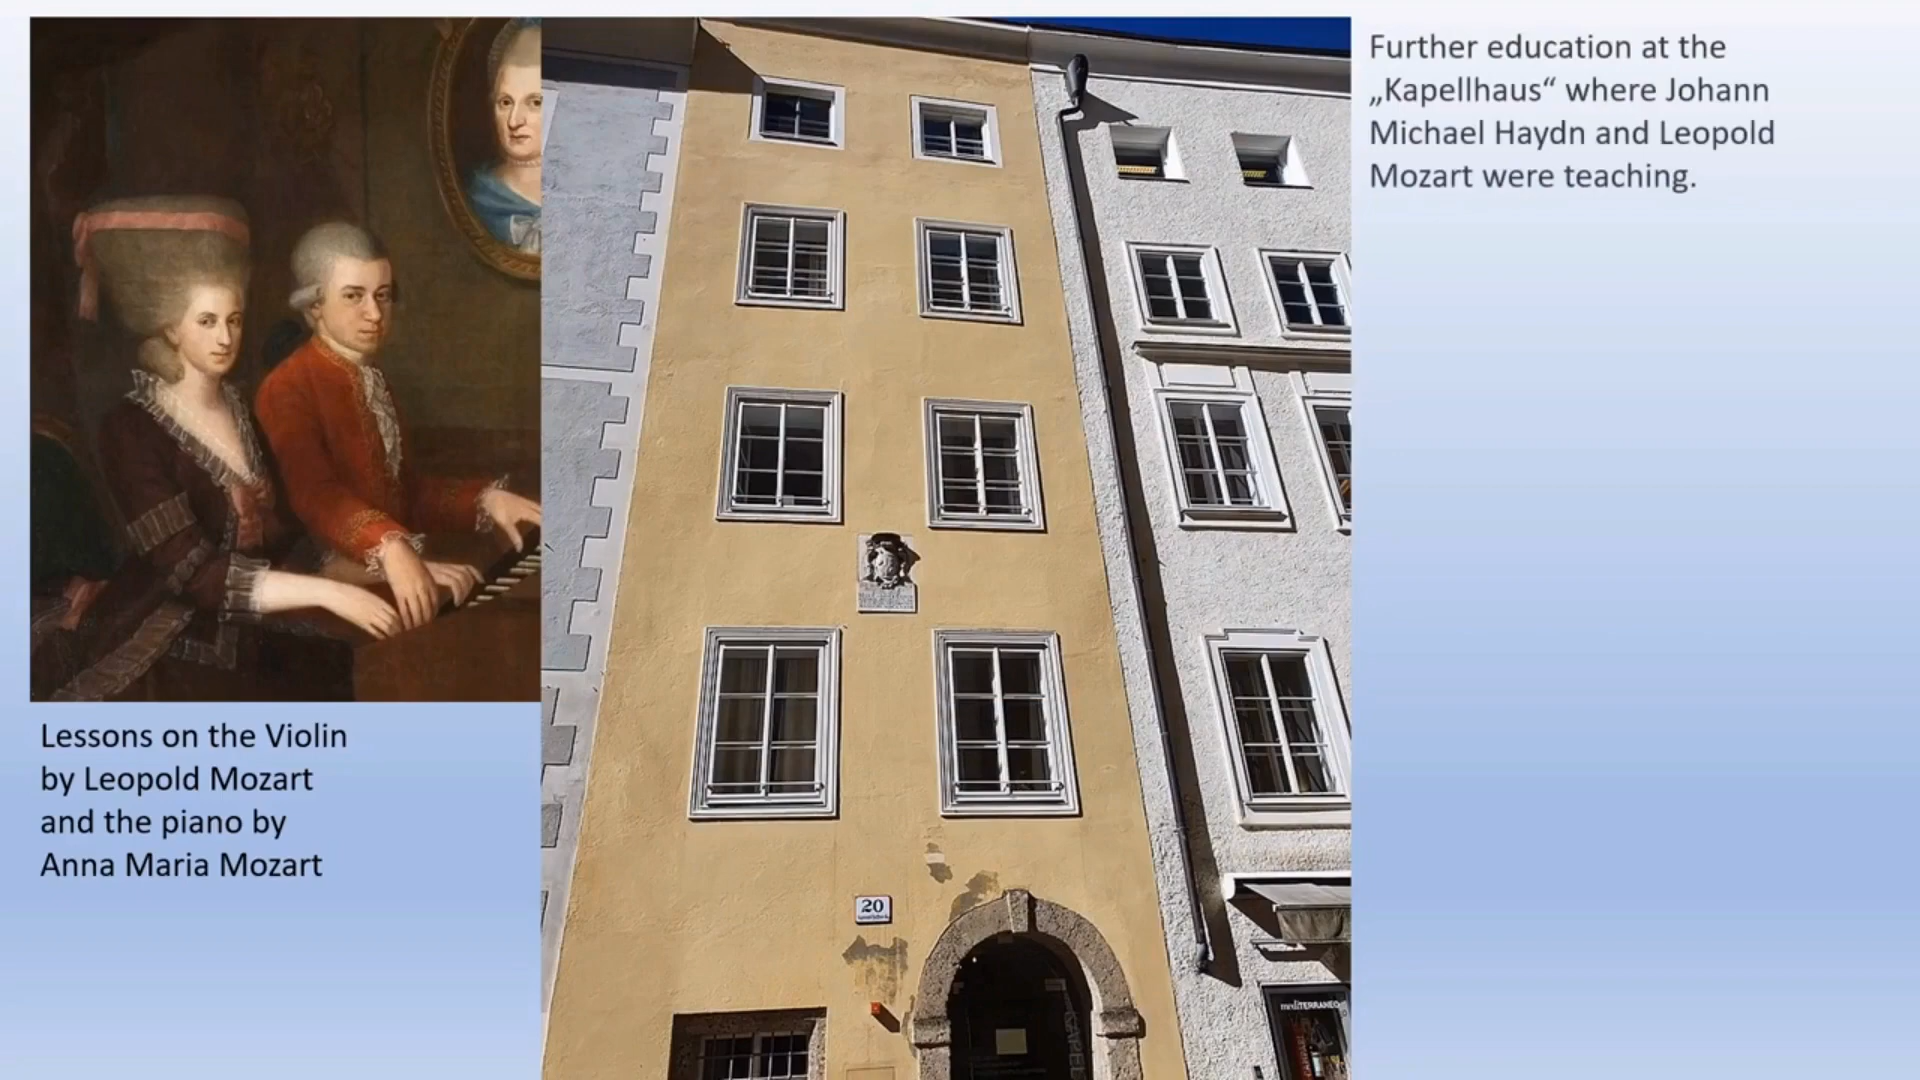 Further education at the
„Kapellhaus“ where Johann
Michael Haydn and Leopold
Mozart were teaching.
Lessons on the Violin
by Leopold Mozart
and the piano by
Anna Maria Mozart
20